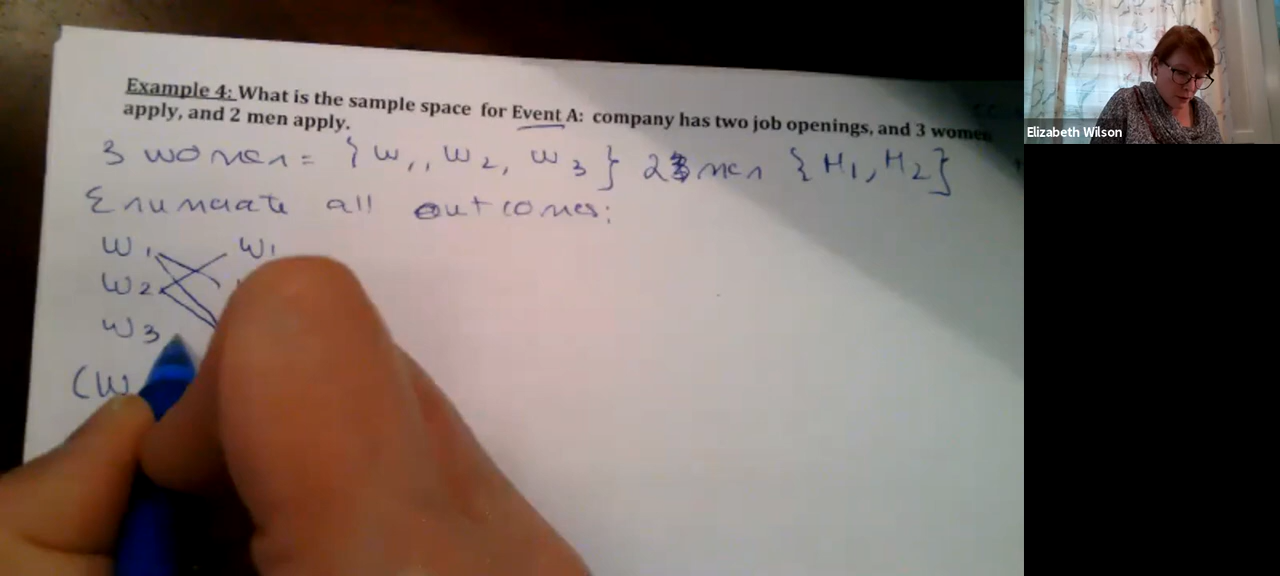 Example 4: What is the sample space for Event A: company has two job openings, and 3 women
apply, and 2 men apply.
3 women = { W1, W2, W3 } 2 men { M1, M2 }
Enumerate all outcomes:
W1 W1
W2
W3
(W
Elizabeth Wilson